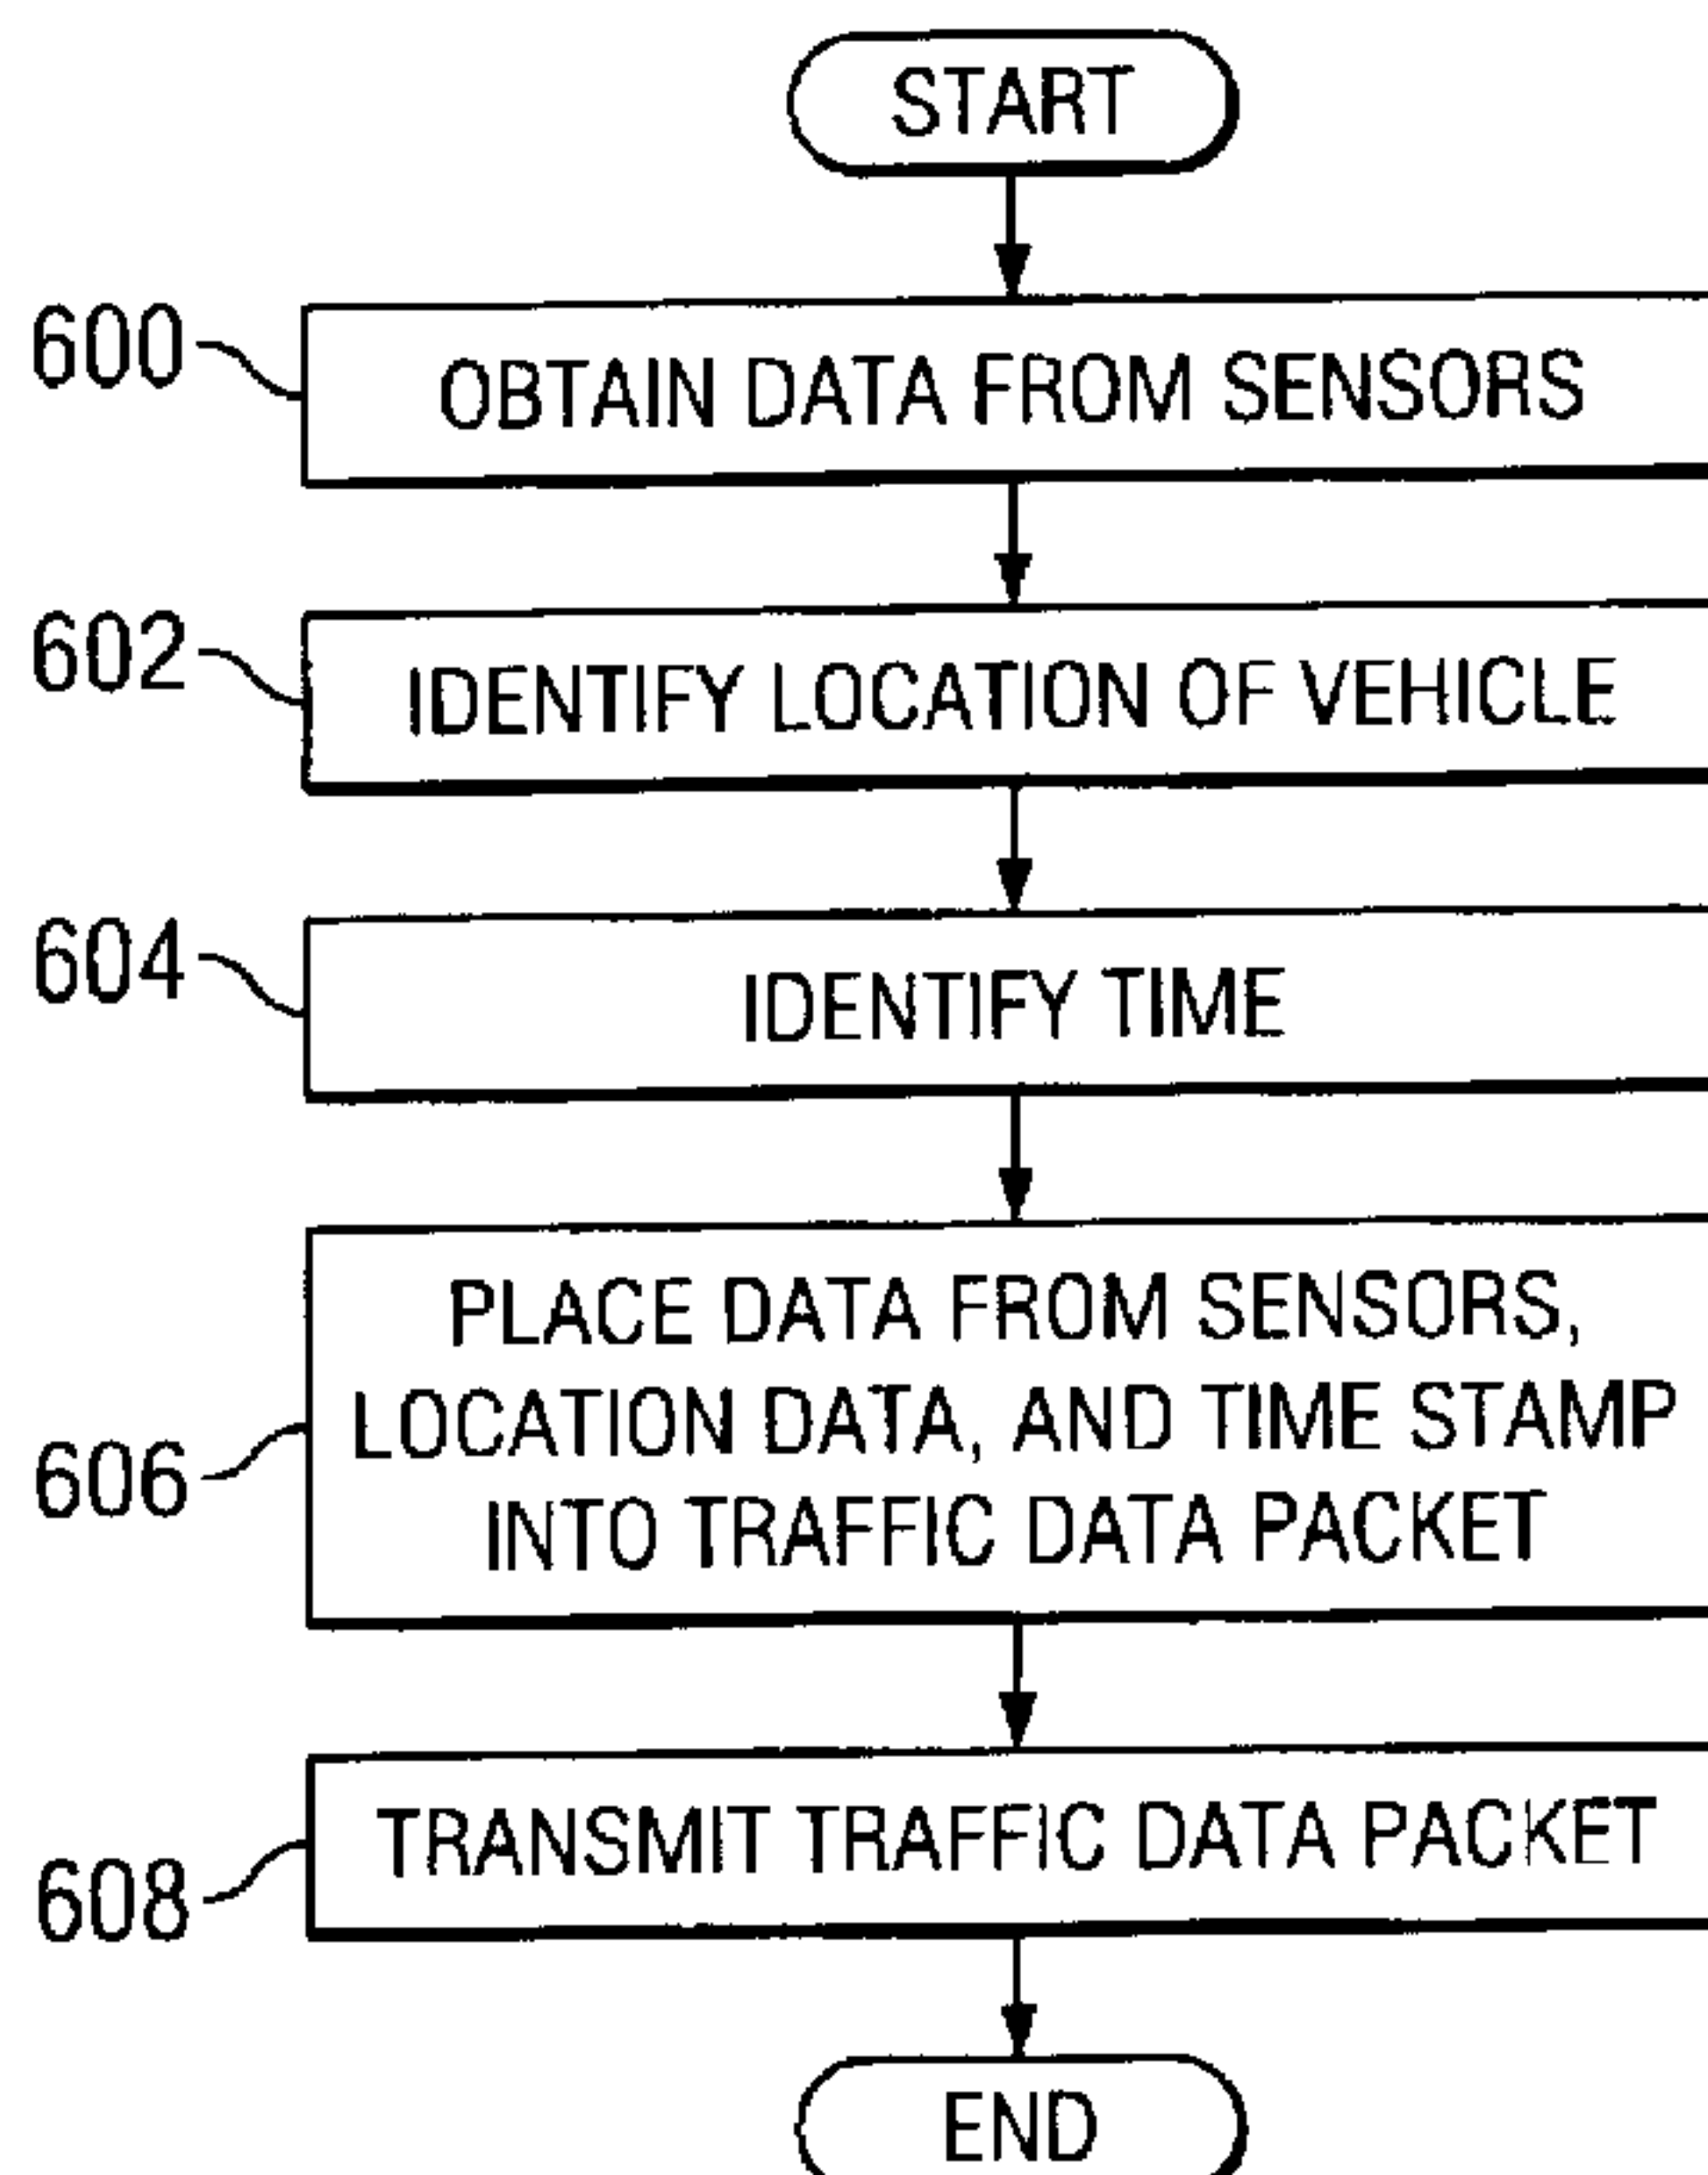 START
600
OBTAIN DATA FROM SENSORS
602
IDENTIFY LOCATION OF VEHICLE
604
IDENTIFY TIME
PLACE DATA FROM SENSORS,
LOCATION DATA, AND TIME STAMP
606
INTO TRAFFIC DATA PACKET
TRANSMIT TRAFFIC DATA PACKET
608
END